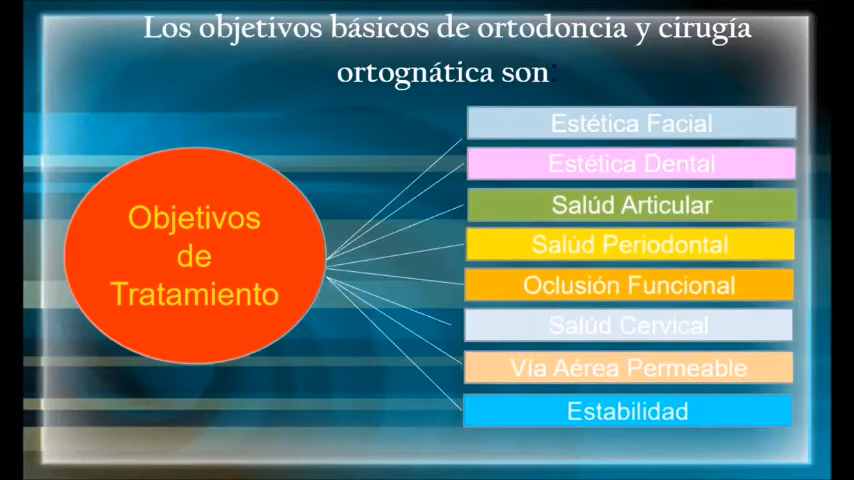 Los objetivos básicos de ortodoncia y cirugía
ortognática son:
Objetivos
de
Tratamiento
Estética Facial
Estética Dental
Salúd Articular
Salúd Periodontal
Oclusión Funcional
Salúd Cervical
Vía Aérea Permeable
Estabilidad